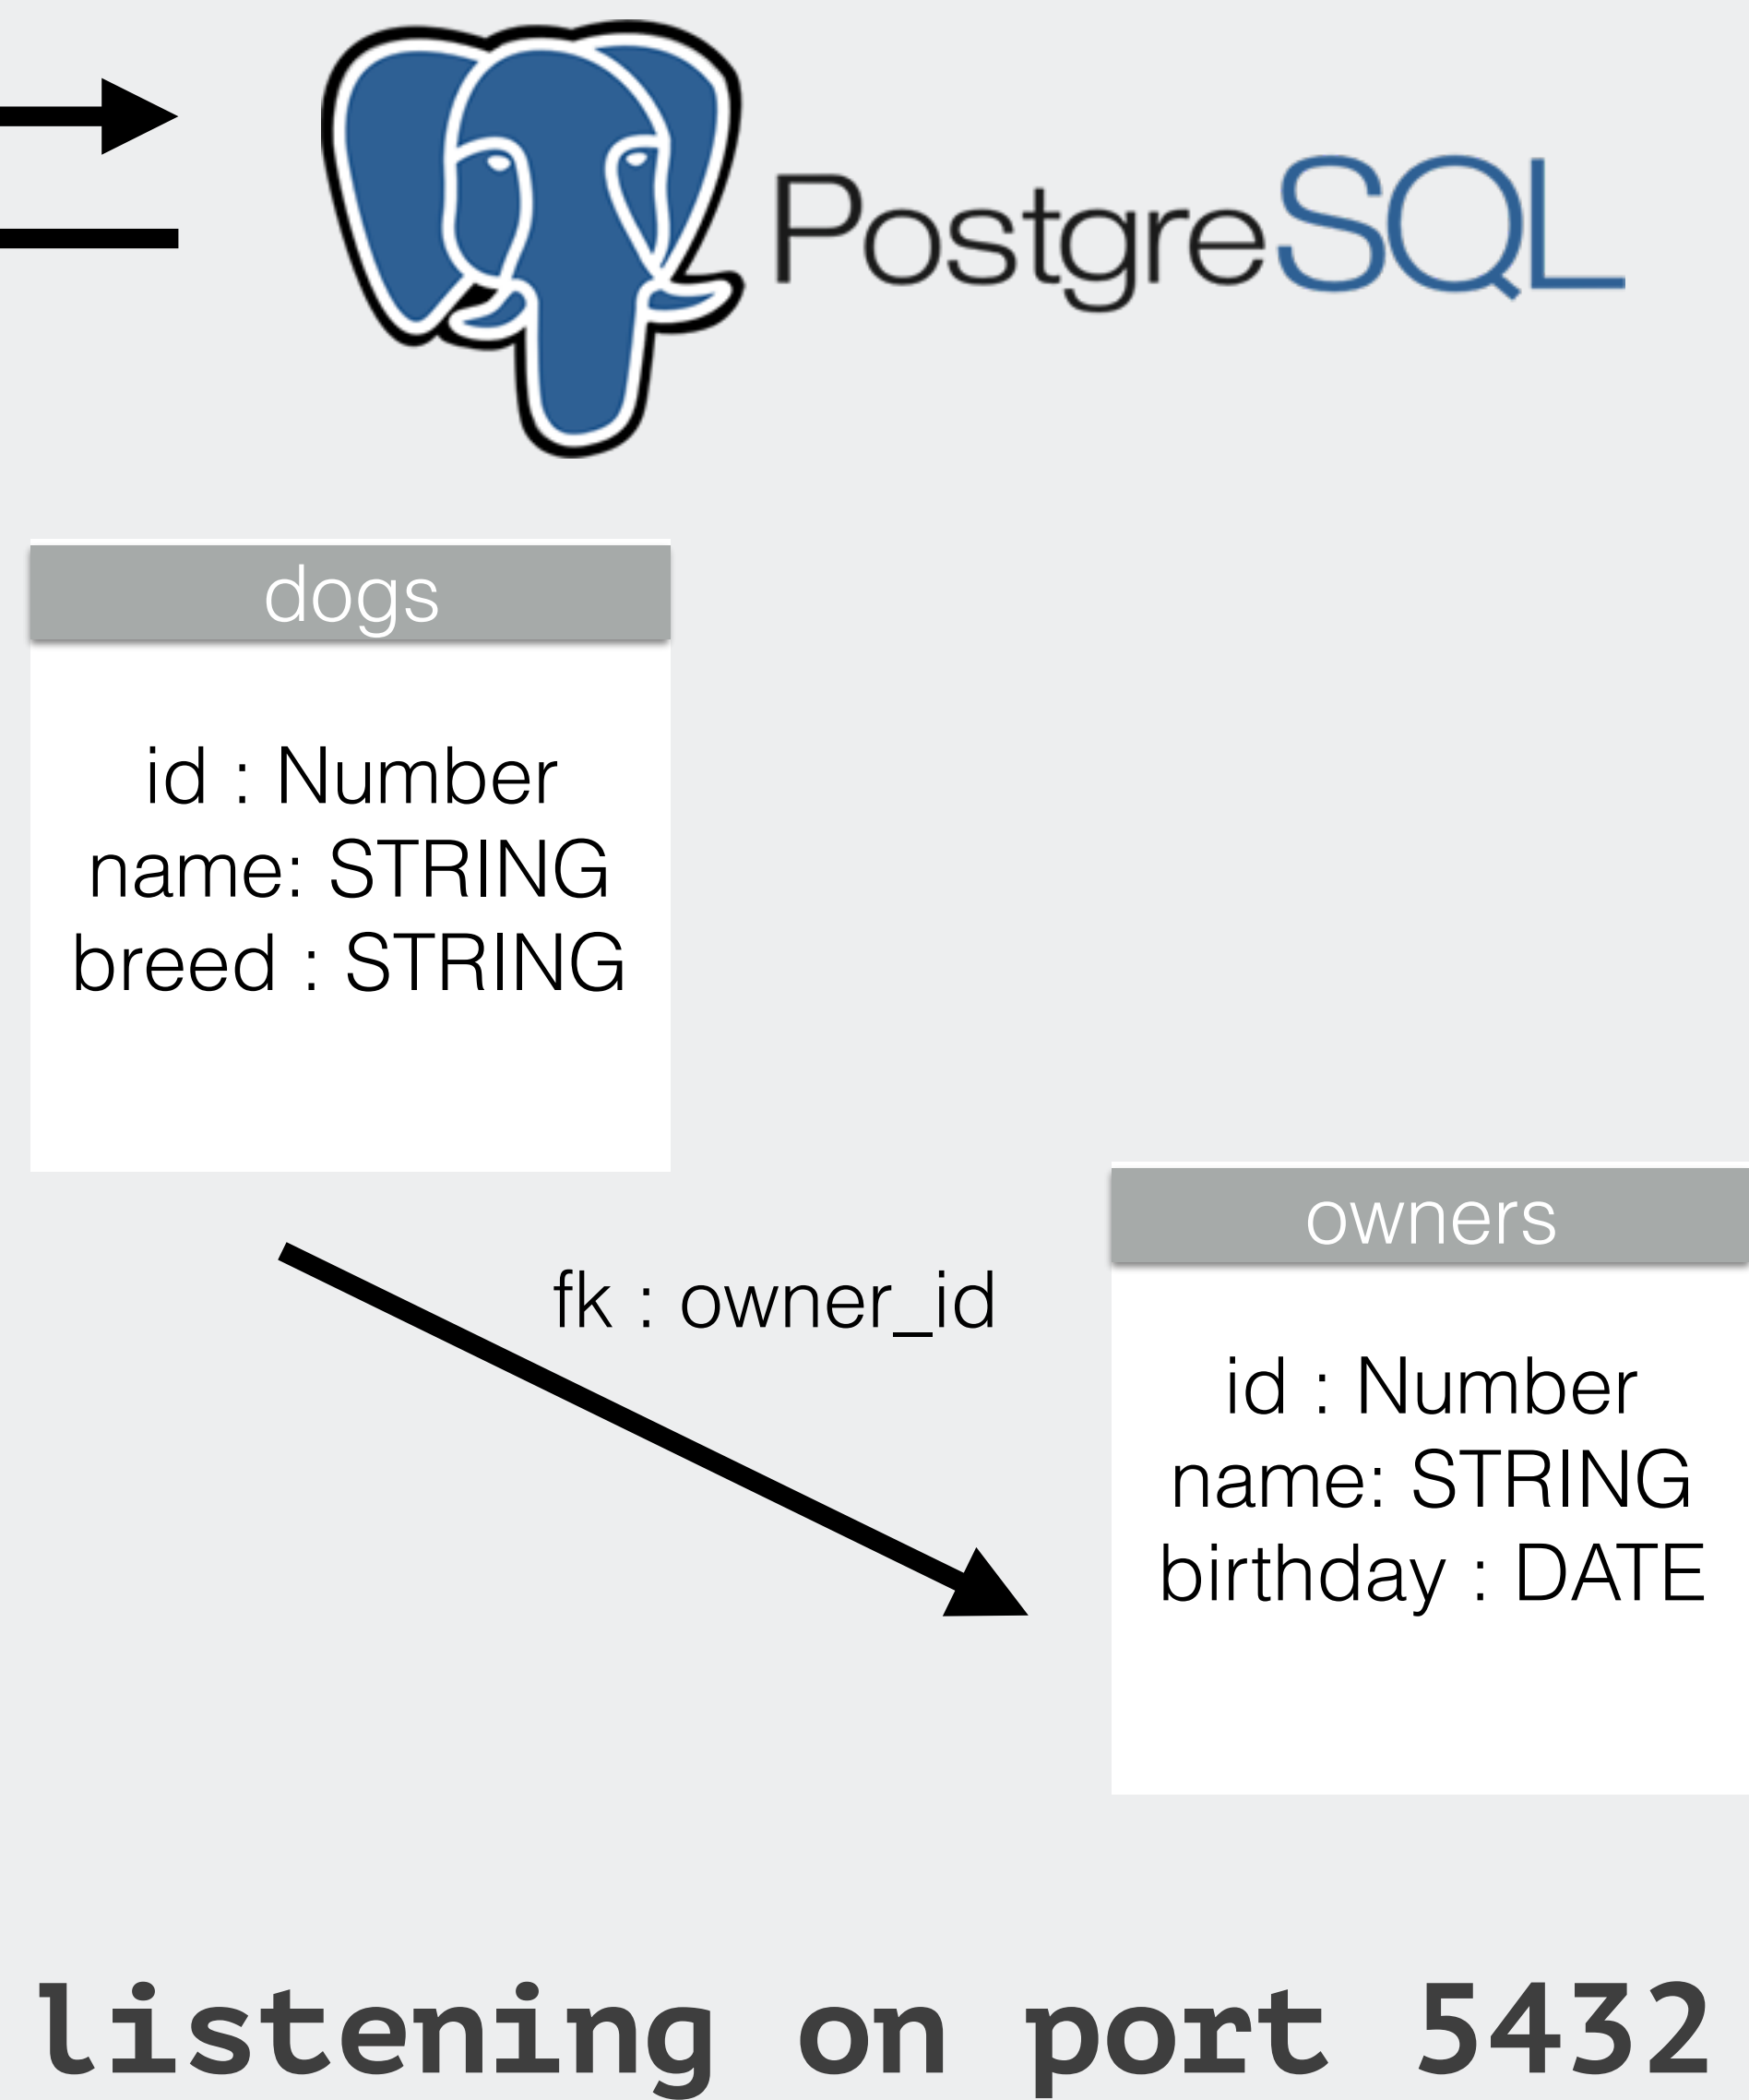 PostgreSQL
dogs
id : Number
name: STRING
breed : STRING
fk : owner_id
owners
id : Number
name: STRING
birthday : DATE
listening on port 5432